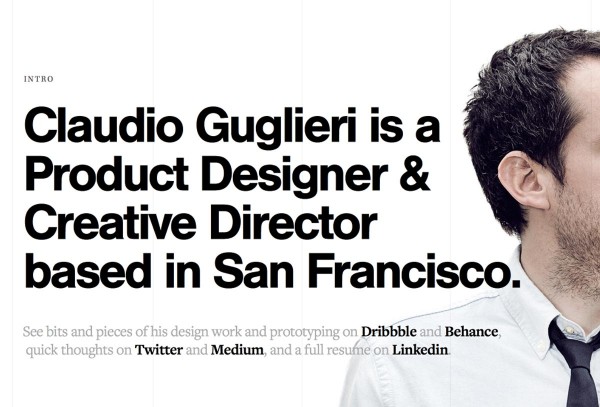 INTRO
Claudio Guglieri is a
Product Designer &
Creative Director
based in San Francisco.
See bits and pieces of his design work and prototyping on Dribbble and Behance,
quick thoughts on Twitter and Medium, and a full resume on Linkedin.